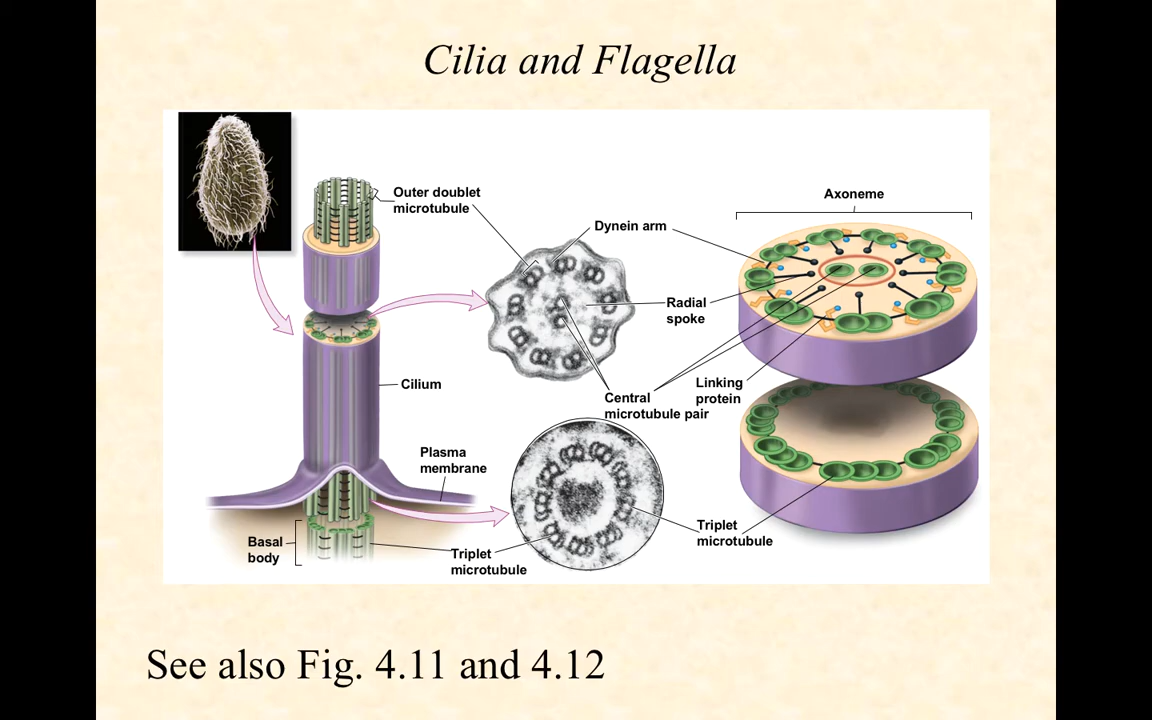 Cilia and Flagella
Outer doublet
microtubule
Axoneme
Dynein arm
Radial
spoke
Cilium
Linking
protein
Central
microtubule pair
Plasma
membrane
Basal
body
Triplet
microtubule
Triplet
microtubule
See also Fig. 4.11 and 4.12